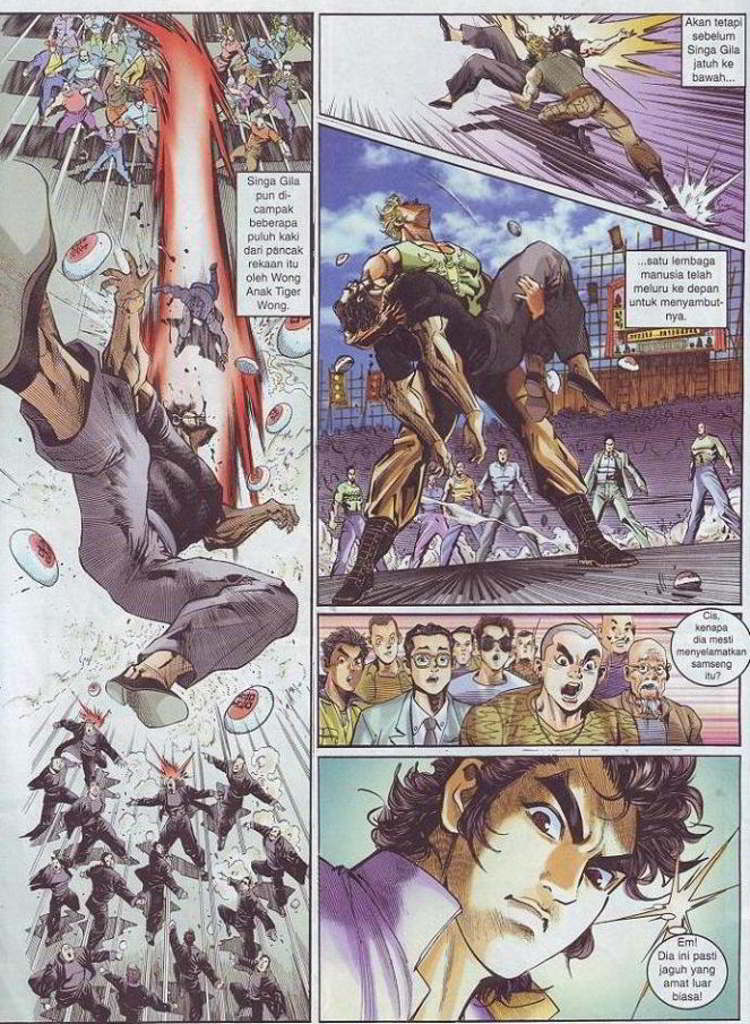 Singa Gila
pun di-
campak
beberapa
puluh kaki
dari pancak
rekaan itu
oleh Wong
Anak Tiger
Wong.
Akan tetapi
sebelum
Singa Gila
jatuh ke
bawah...
...satu lembaga
manusia telah
meluru ke depan
untuk menyambut-
nya.
Cis,
kenapa
dia mesti
menyelamatkan
samseng
itu?
Em!
Dia ini pasti
jaguh yang
amat luar
biasa!